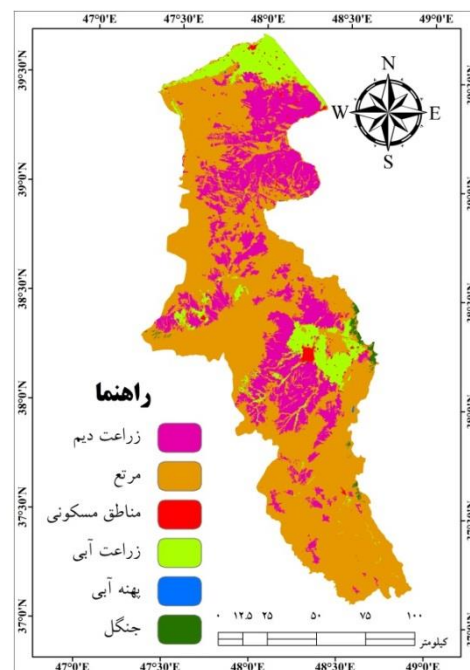 47°0'E 47°30'E 48°0'E 48°30'E 49°0'E
39°30'N
39°0'N
38°30'N
38°0'N
37°30'N
37°0'N
N
W E
S
راهنما
زراعت دیم
مرتع
مناطق مسکونی
زراعت آبی
پهنه آبی
جنگل
۰ ۱۲.۵ ۲۵ ۵۰ ۷۵ ۱۰۰
کیلومتر
47°0'E 47°30'E 48°0'E 48°30'E 49°0'E